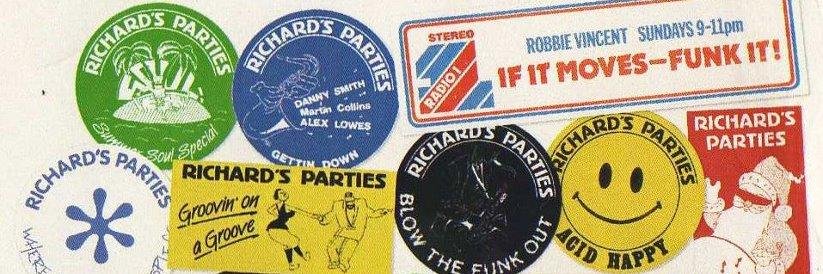 RICHARD'S PARTIES
SOUL
Summer Soul Special
RICHARD'S PARTIES
DANNY SMITH
Martin Collins
ALEX LOWES
GETTIN DOWN
STEREO
1
RADIO 1
ROBBIE VINCENT SUNDAYS 9-11pm
IF IT MOVES-FUNK IT!
RICHARD'S PARTIES
RICHARD'S PARTIES
Groovin' on
a Groove
RICHARD'S PARTIES
BLOW THE FUNK OUT
RICHARD'S PARTIES
ACID HAPPY
RICHARD'S
PARTIES